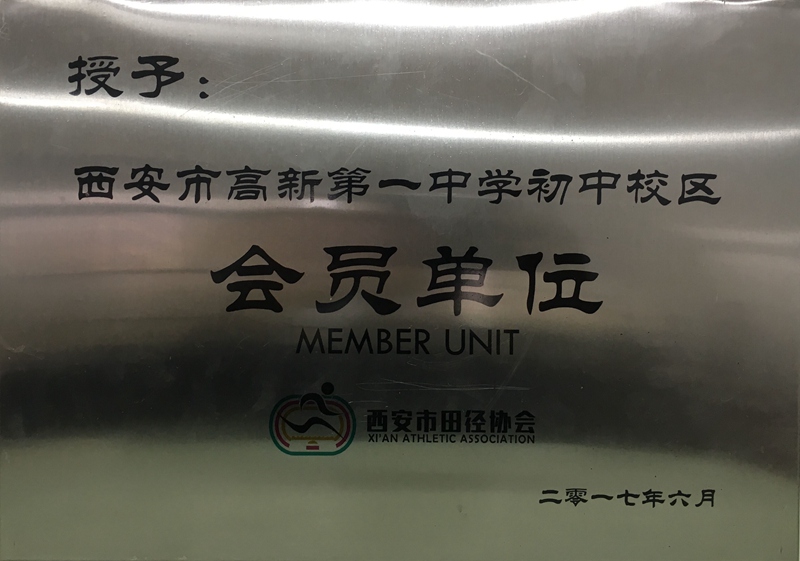 授予：
西安市高新第一中学初中校区
会员单位
MEMBER UNIT
西安市田径协会
XI'AN ATHLETIC ASSOCIATION
二零一七年六月